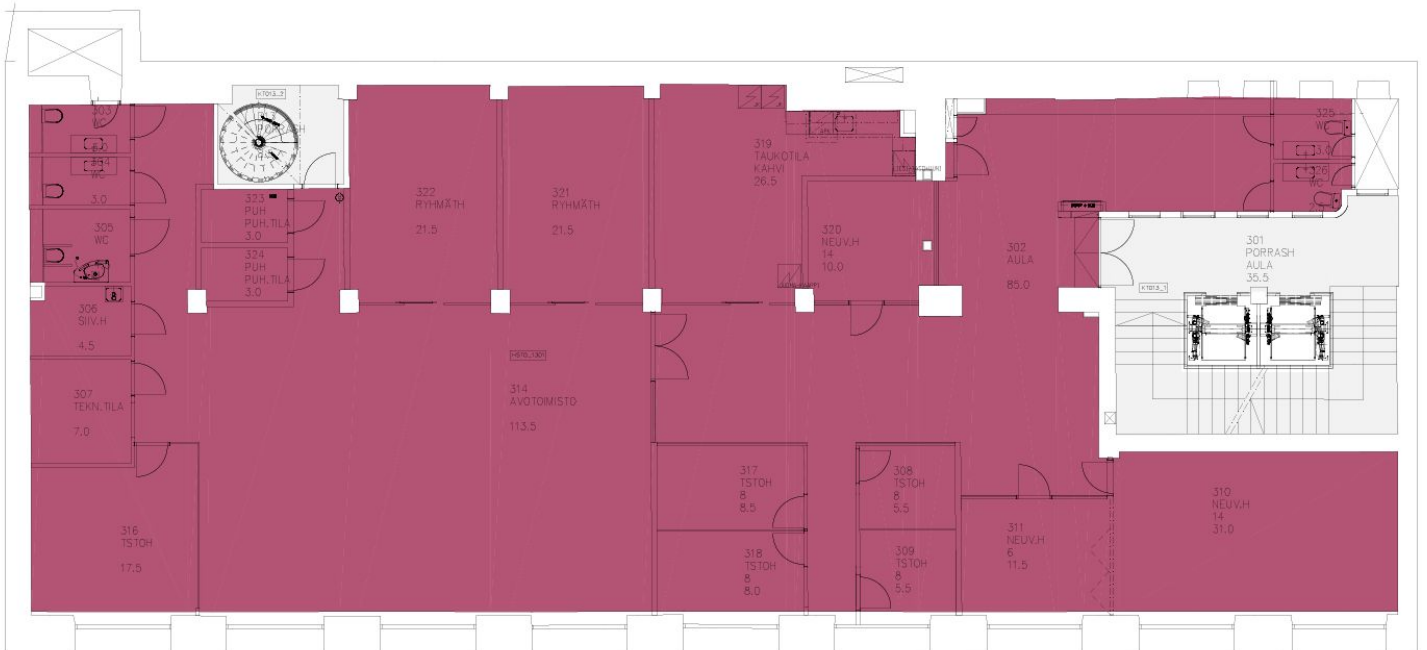 303
WC
304
WC
3.0
305
WC
306
SIIV.H
4.5
307
TEKN.TILA
7.0
316
TSTOH
17.5
323
PUH
PUH.TILA
3.0
324
PUH
PUH.TILA
3.0
322
RYHMÄTH
21.5
321
RYHMÄTH
21.5
314
AVOTOIMISTO
113.5
319
TAUKOTILA
KAHVI
26.5
320
NEUV.H
14
10.0
302
AULA
85.0
317
TSTOH
8
8.5
318
TSTOH
8
8.0
308
TSTOH
8
5.5
309
TSTOH
8
5.5
311
NEUV.H
6
11.5
310
NEUV.H
14
31.0
325
WC
3.0
326
WC
301
PORRASH
AULA
35.5
KT013_1